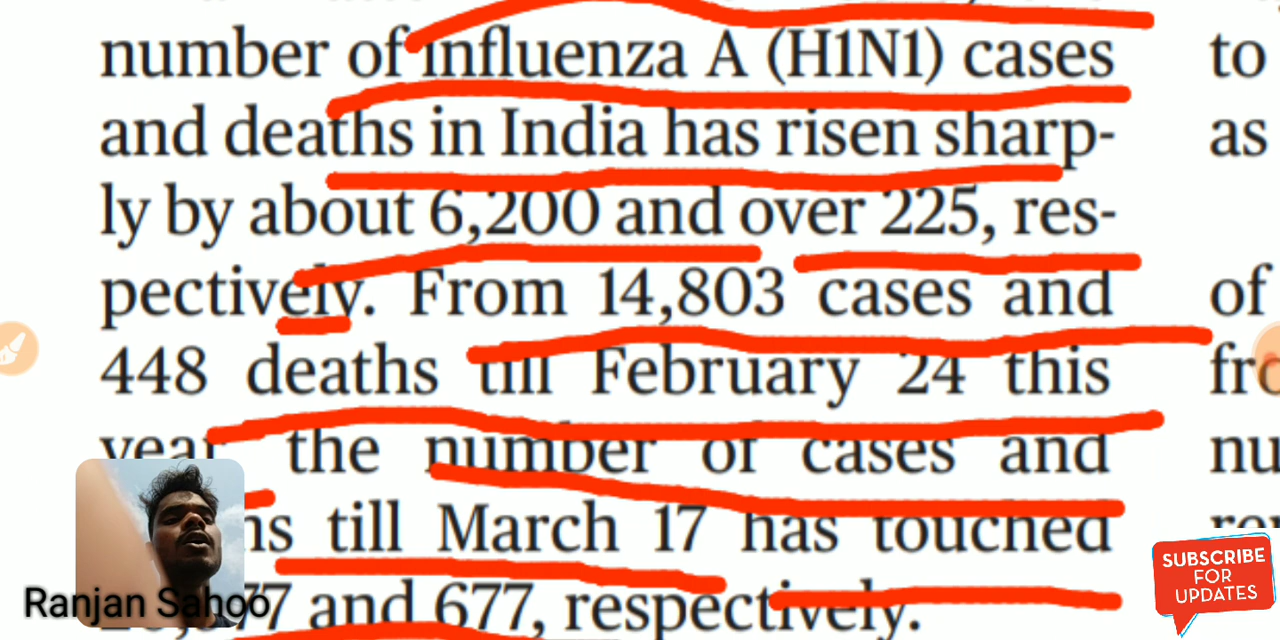 number of influenza A (H1N1) cases
and deaths in India has risen sharp-
ly by about 6,200 and over 225, res-
pectively. From 14,803 cases and
448 deaths till February 24 this
year the number of cases and
till March 17 has touched
and 677, respectively.
to
as
of
Ranjan Sahoo
SUBSCRIBE
FOR
UPDATES